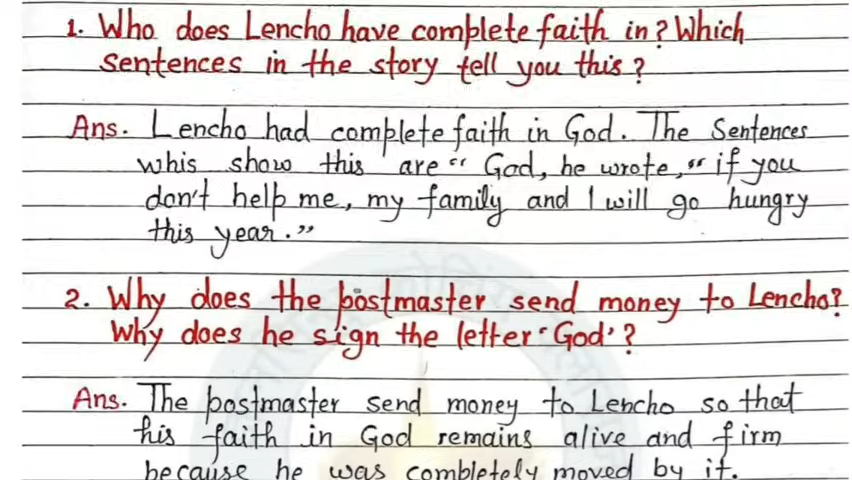 1. Who does Lencho have complete faith in? Which
sentences in the story tell you this?
Ans. Lencho had complete faith in God. The Sentences
whis show this are “ God, he wrote, “ if you
don't help me, my family and I will go hungry
this year.”
2. Why does the postmaster send money to Lencho?
Why does he sign the letter ‘God’?
Ans. The postmaster send money to Lencho so that
his faith in God remains alive and firm
because he was completely moved by it.